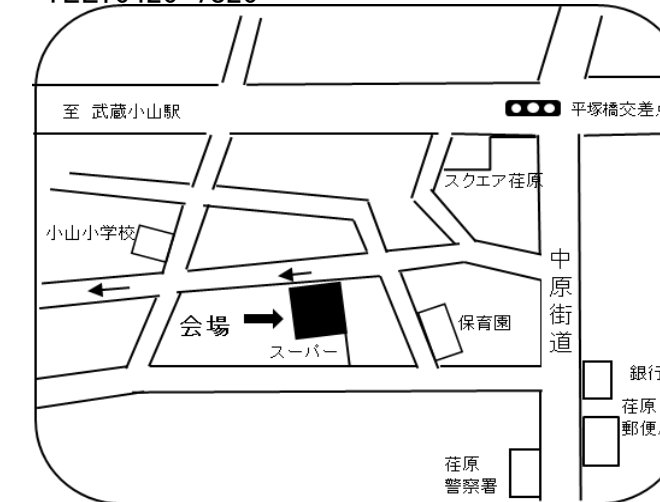 至 武蔵小山駅
平塚橋交差点
スクエア荏原
小山小学校
中原街道
会場
スーパー
保育園
銀行
荏原
郵便
荏原
警察署